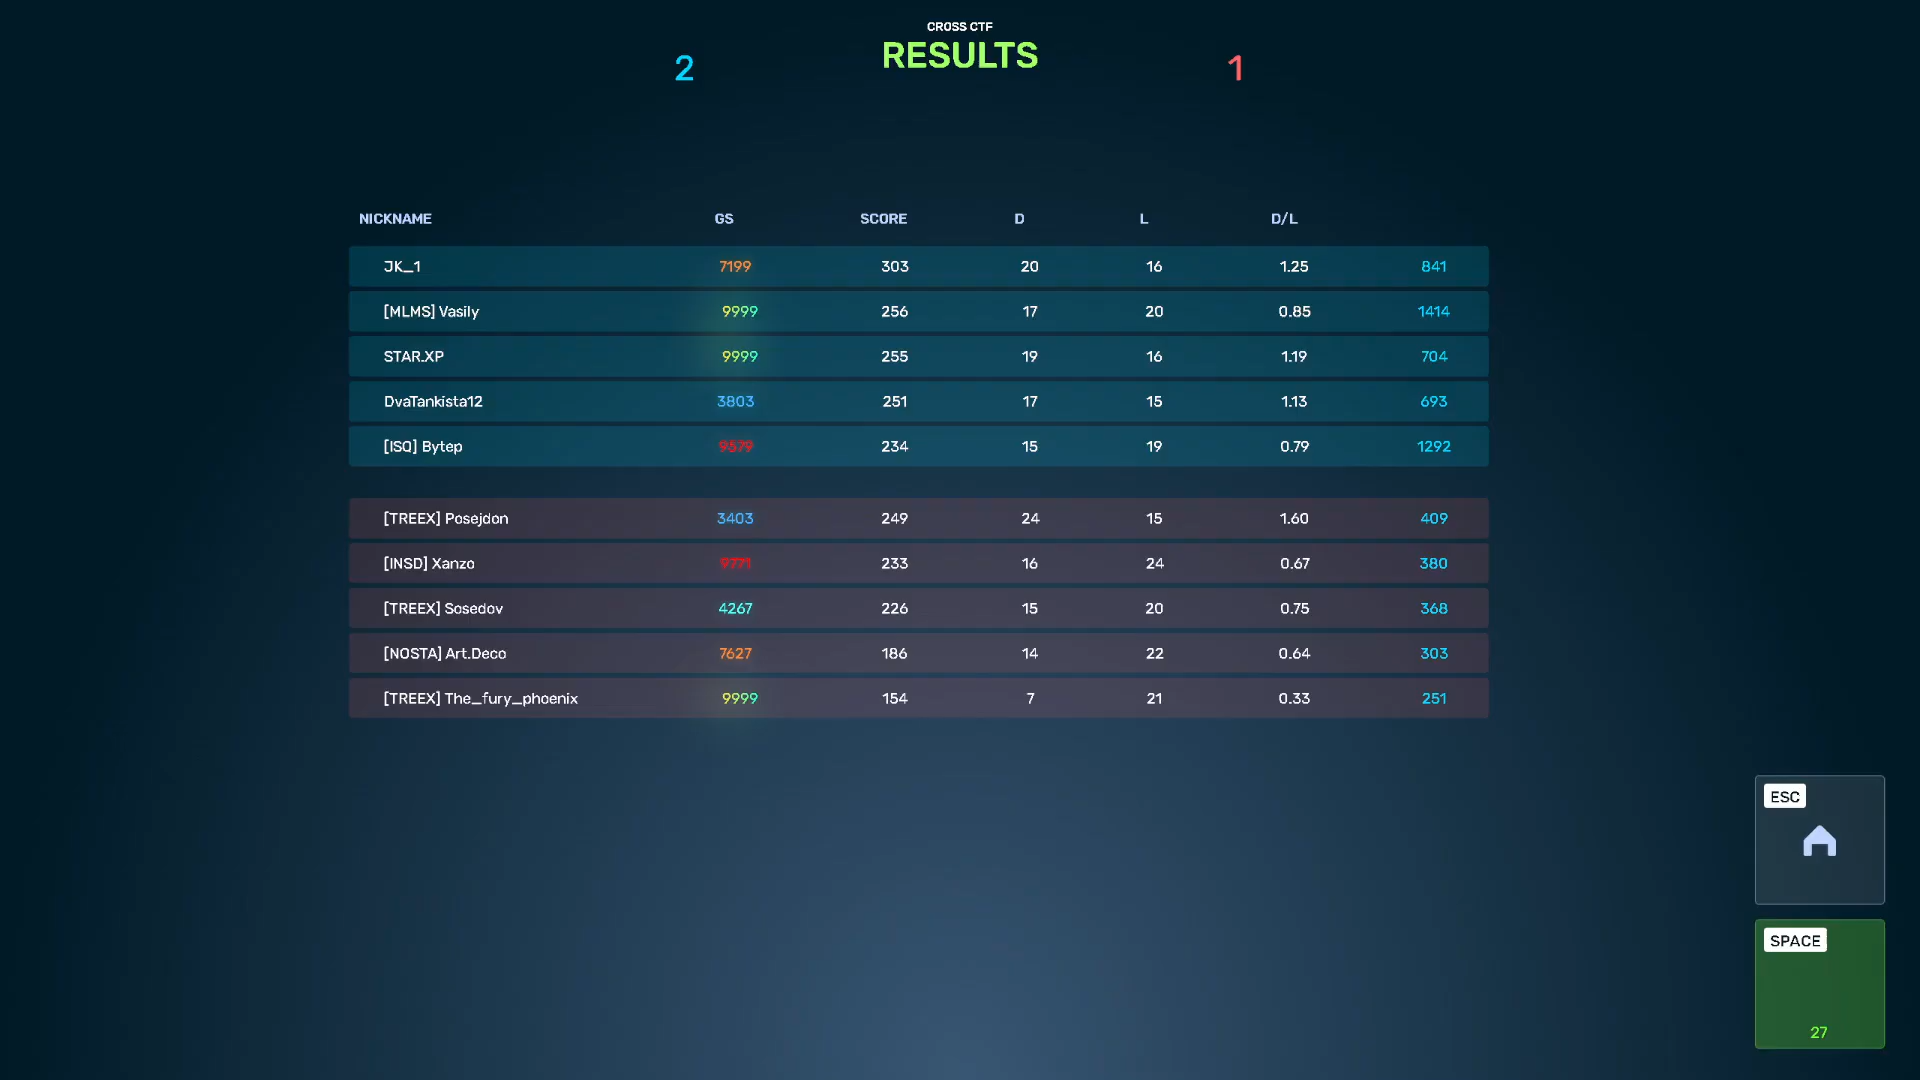 CROSS CTF
2 RESULTS 1
NICKNAME GS SCORE D L D/L
JK_1 7199 303 20 16 1.25 841
[MLMS] Vasily 9999 256 17 20 0.85 1414
STAR.XP 9999 255 19 16 1.19 704
DvaTankista12 3803 251 17 15 1.13 693
[ISQ] Bytep 9579 234 15 19 0.79 1292
[TREEX] Posejdon 3403 249 24 15 1.60 409
[INSD] Xanzo 9771 233 16 24 0.67 380
[TREEX] Sosedov 4267 226 15 20 0.75 368
[NOSTA] Art.Deco 7627 186 14 22 0.64 303
[TREEX] The_fury_phoenix 9999 154 7 21 0.33 251
ESC
SPACE
27